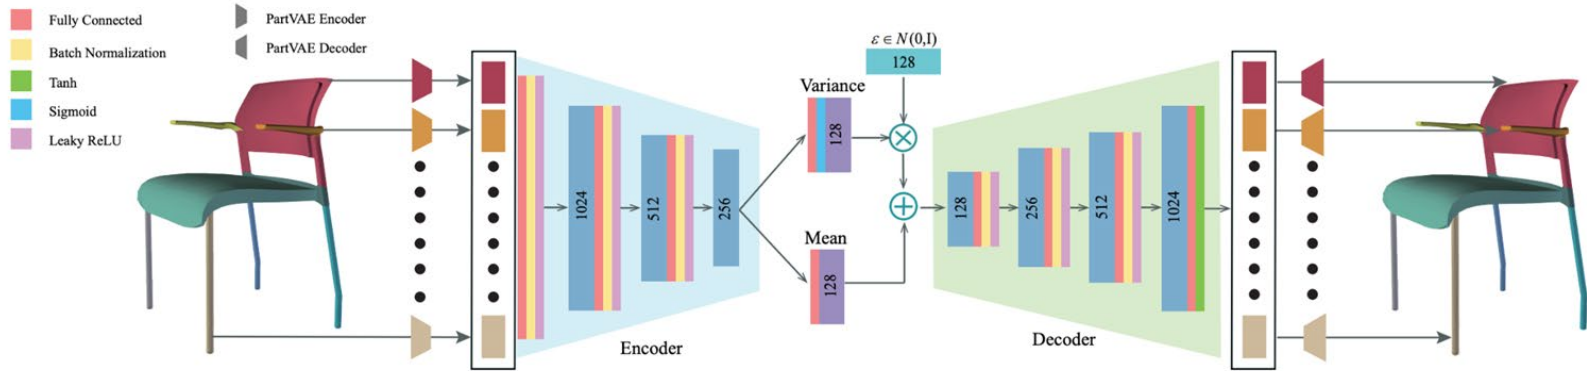 Fully Connected
Batch Normalization
Tanh
Sigmoid
Leaky ReLU
PartVAE Encoder
PartVAE Decoder
1024
512
256
Encoder
Variance
128
Mean
128
ε ∈ N(0,I)
128
128
256
512
1024
Decoder